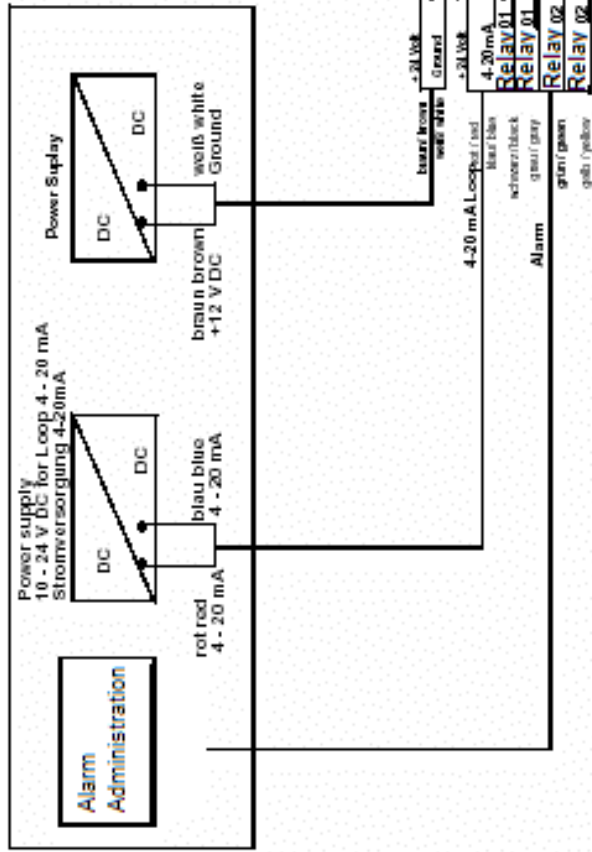 Power Suplay
DC
DC
weiß white
Ground
braun brown
+12 V DC
Power supply
10 - 24 V DC for Loop 4 - 20 mA
Stromversorgung 4-20mA
DC
DC
blau blue
4 - 20 mA
rot red
4 - 20 mA
Alarm
Administration
+ 24 Volt
Ground
+ 24 Volt
4-20mA
Relay 01
Relay 01
Relay 02
Relay 02
braun/ brown
weiß/ white
4-20 mA Loop
rot / red
blau/ blue
schwarz/black
grau / gray
Alarm
grün / green
gelb / yellow